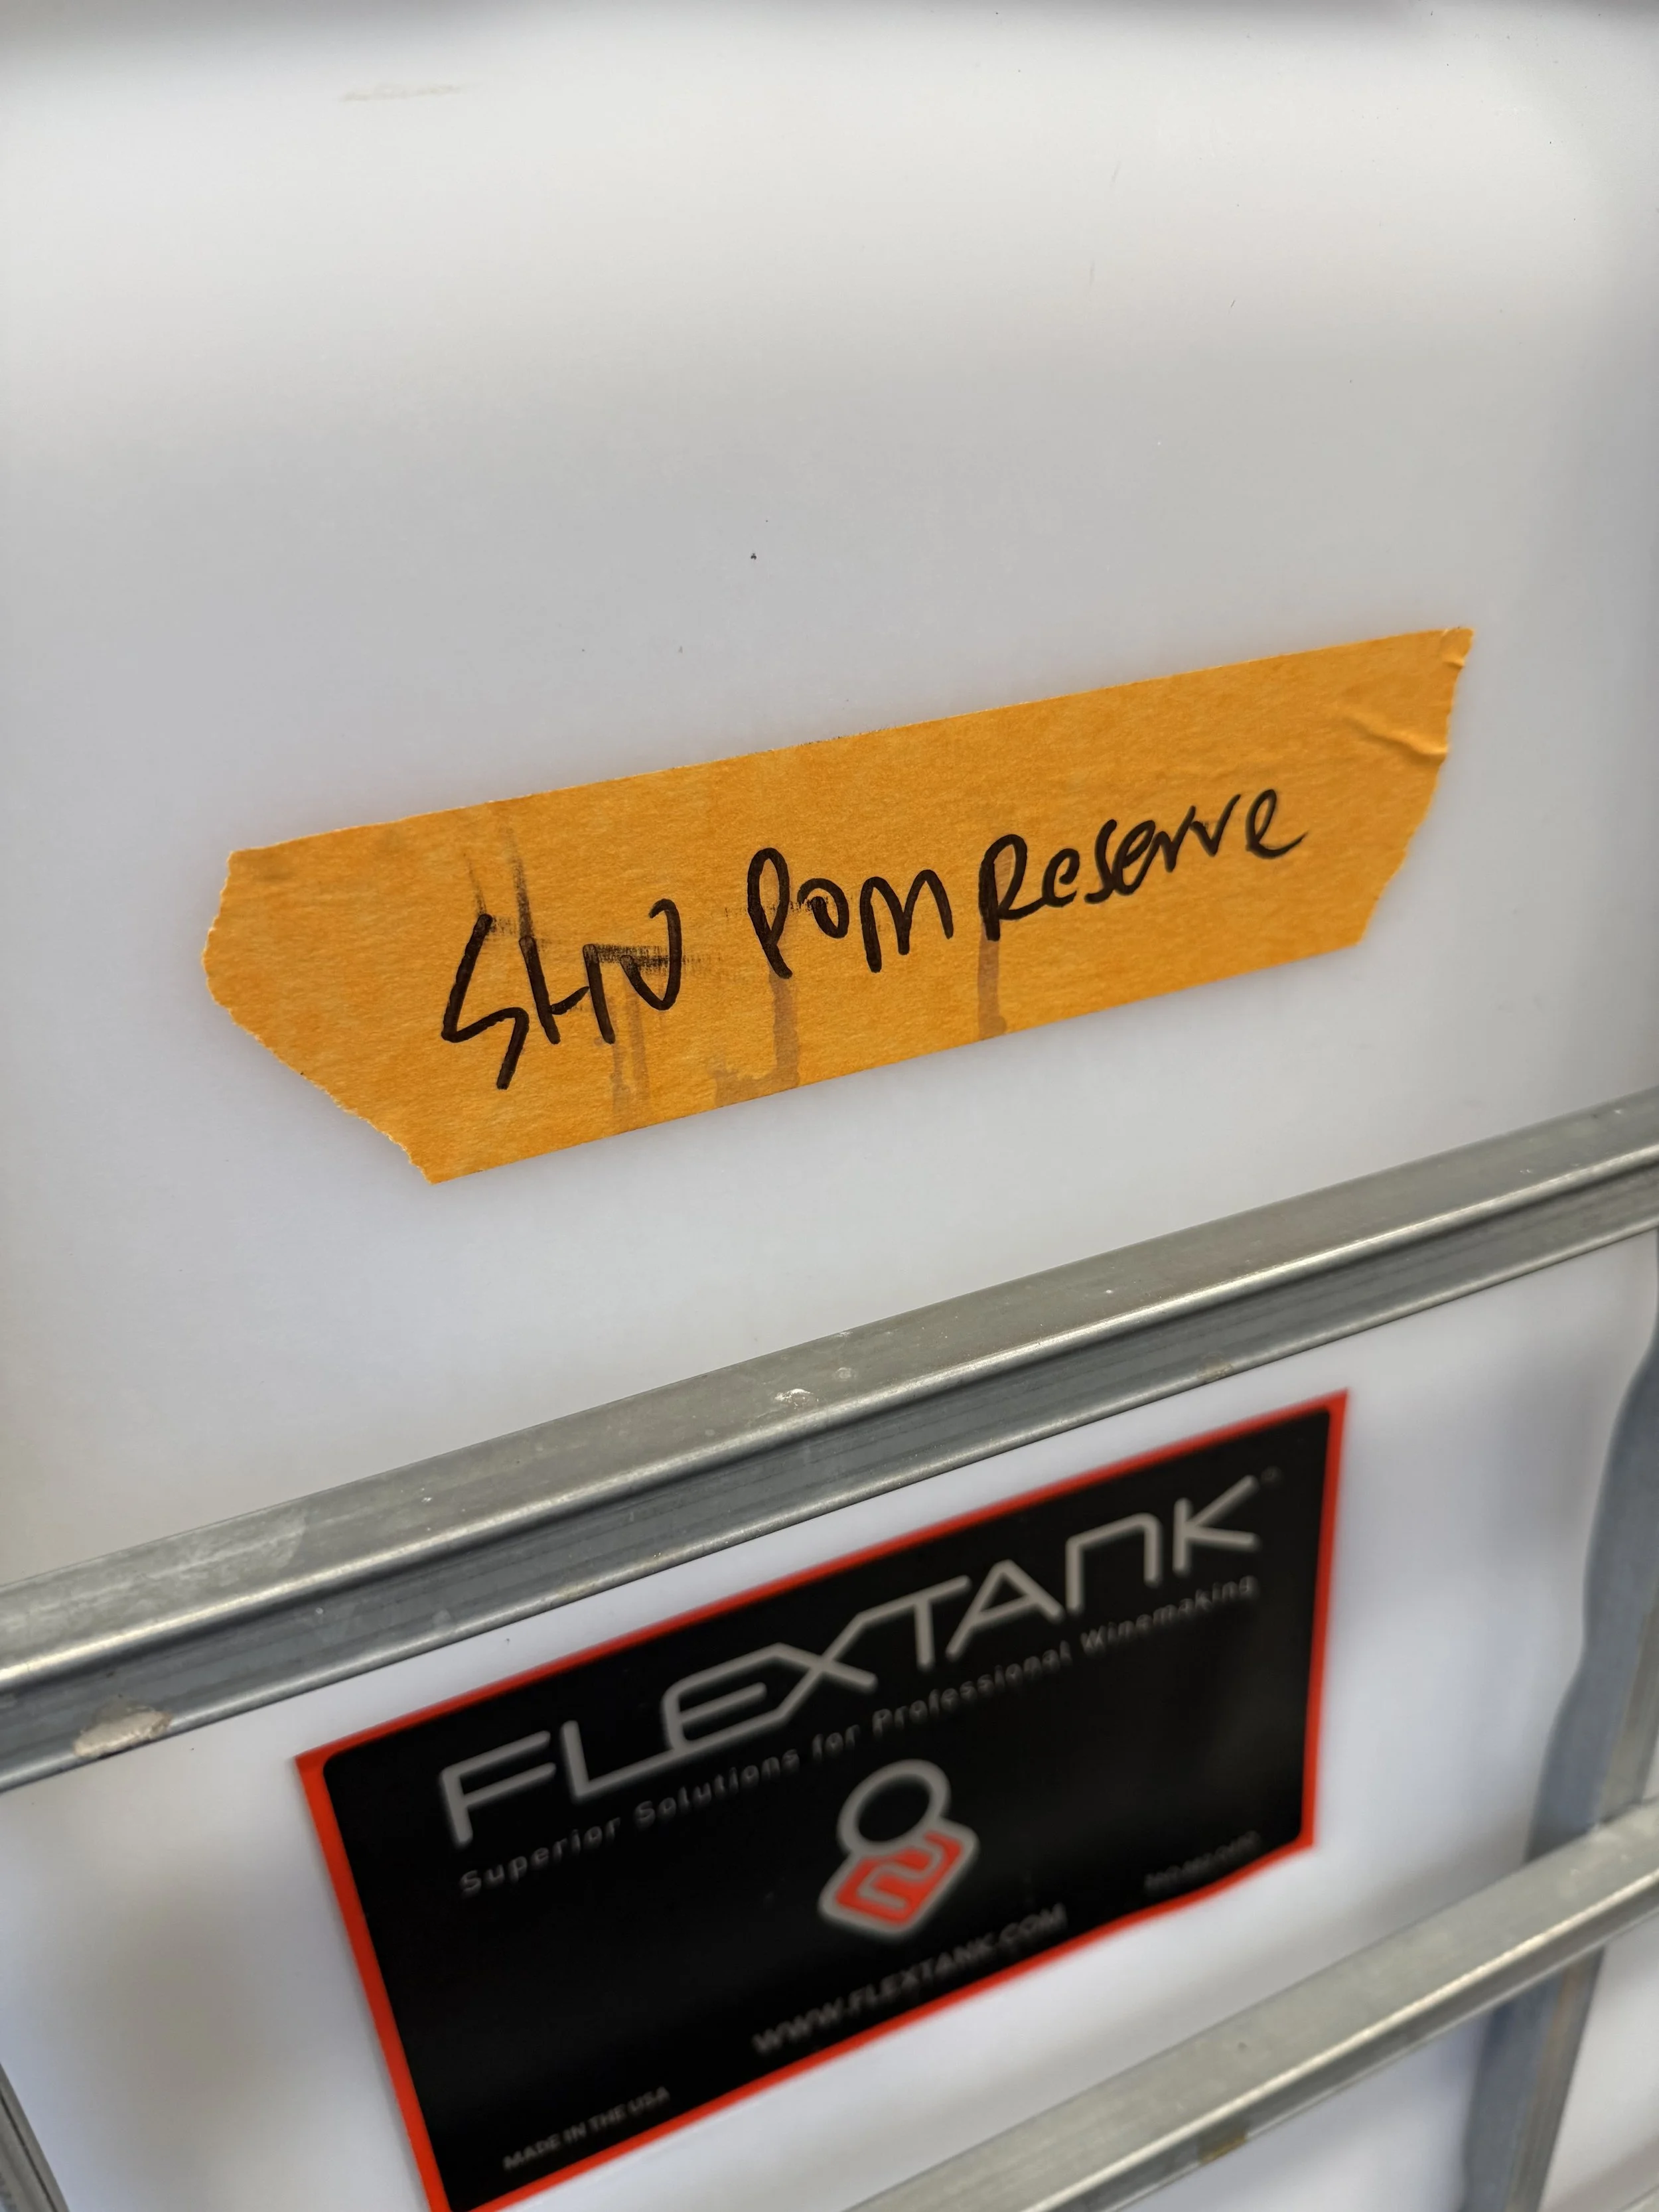 SHV POM Reserve
FLEXTANK
Superior Solutions for Professional Winemaking
WWW.FLEXTANK.COM
MADE IN THE USA